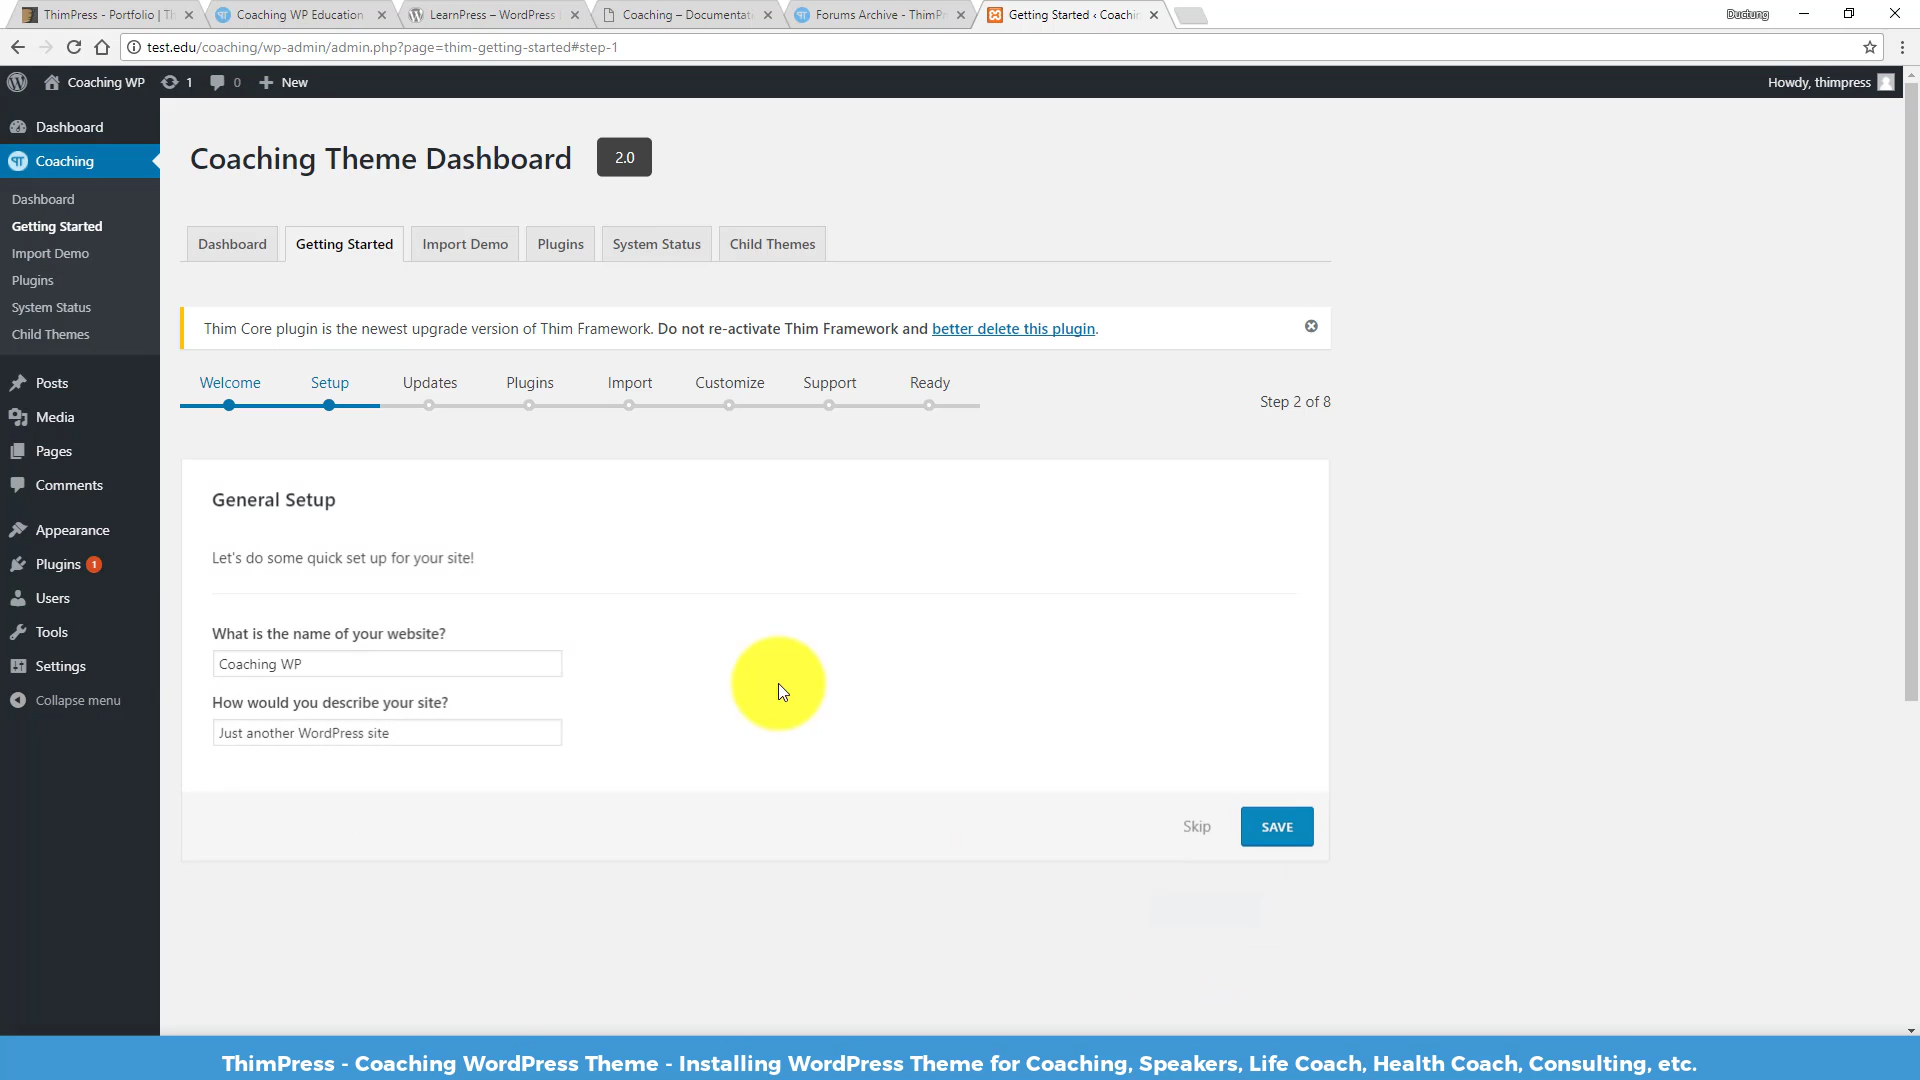 ThimPress - Portfolio | Th
Coaching WP Education
LearnPress – WordPress
Coaching – Documentat
Forums Archive - ThimPr
Getting Started ‹ Coachin
Ductung
test.edu/coaching/wp-admin/admin.php?page=thim-getting-started#step-1
Coaching WP
1
0
New
Howdy, thimpress
Dashboard
Coaching
Dashboard
Getting Started
Import Demo
Plugins
System Status
Child Themes
Posts
Media
Pages
Comments
Appearance
Plugins 1
Users
Tools
Settings
Collapse menu
Coaching Theme Dashboard 2.0
Dashboard Getting Started Import Demo Plugins System Status Child Themes
Thim Core plugin is the newest upgrade version of Thim Framework. Do not re-activate Thim Framework and better delete this plugin.
Welcome Setup Updates Plugins Import Customize Support Ready
Step 2 of 8
General Setup
Let's do some quick set up for your site!
What is the name of your website?
Coaching WP
How would you describe your site?
Just another WordPress site
Skip SAVE
ThimPress - Coaching WordPress Theme - Installing WordPress Theme for Coaching, Speakers, Life Coach, Health Coach, Consulting, etc.